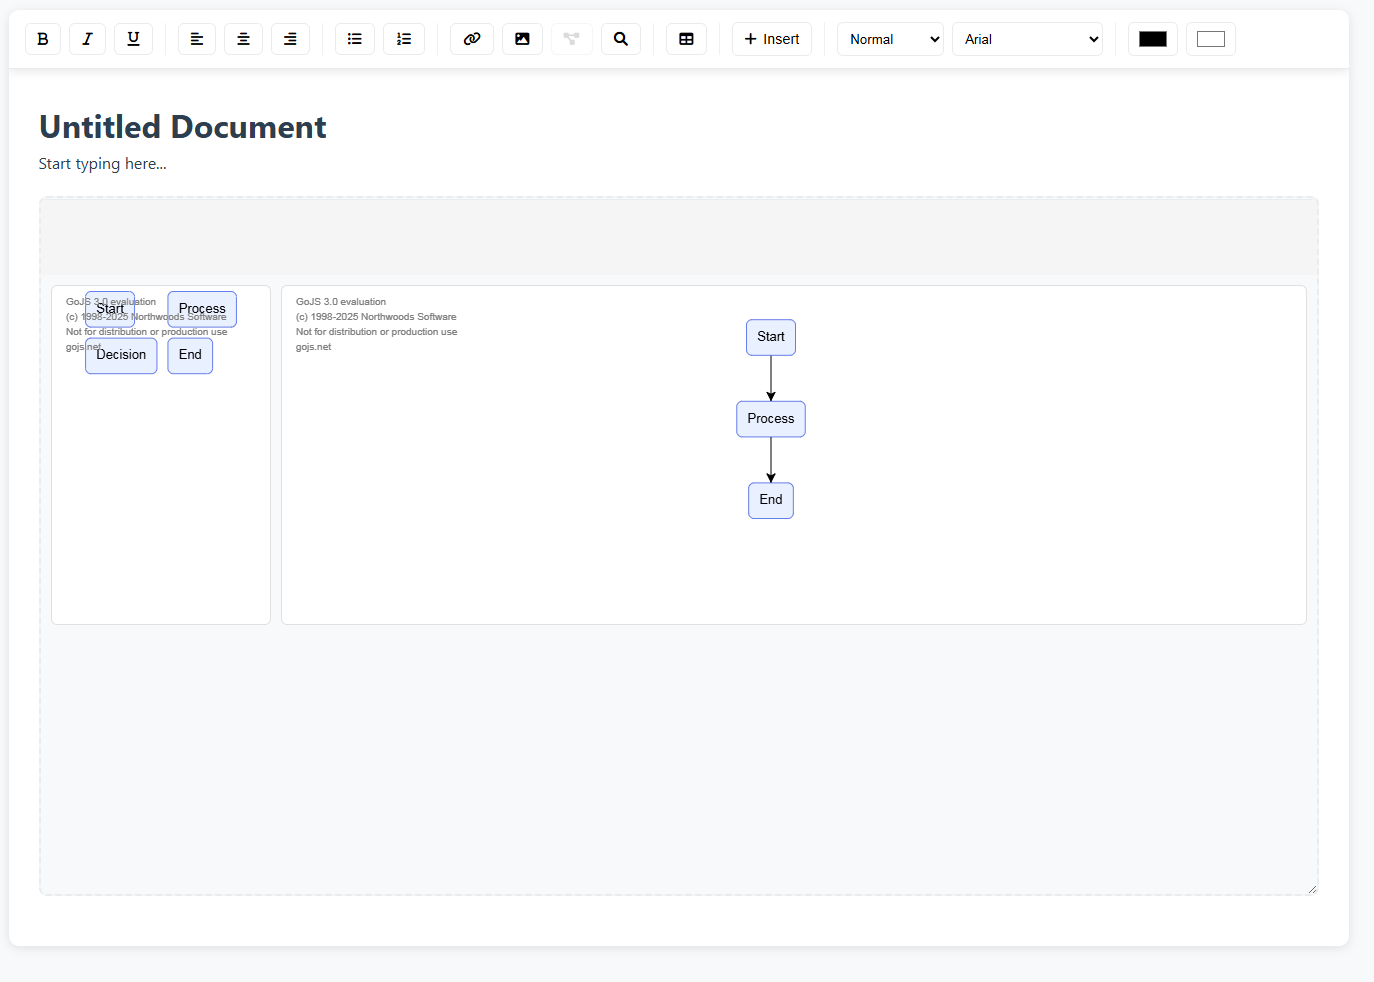 B I U Insert Normal Arial
Untitled Document
Start typing here...
GoJS 3.0 evaluation
(c) 1998-2025 Northwoods Software
Not for distribution or production use
gojs.net
Start Process
Decision End
GoJS 3.0 evaluation
(c) 1998-2025 Northwoods Software
Not for distribution or production use
gojs.net
Start
Process
End